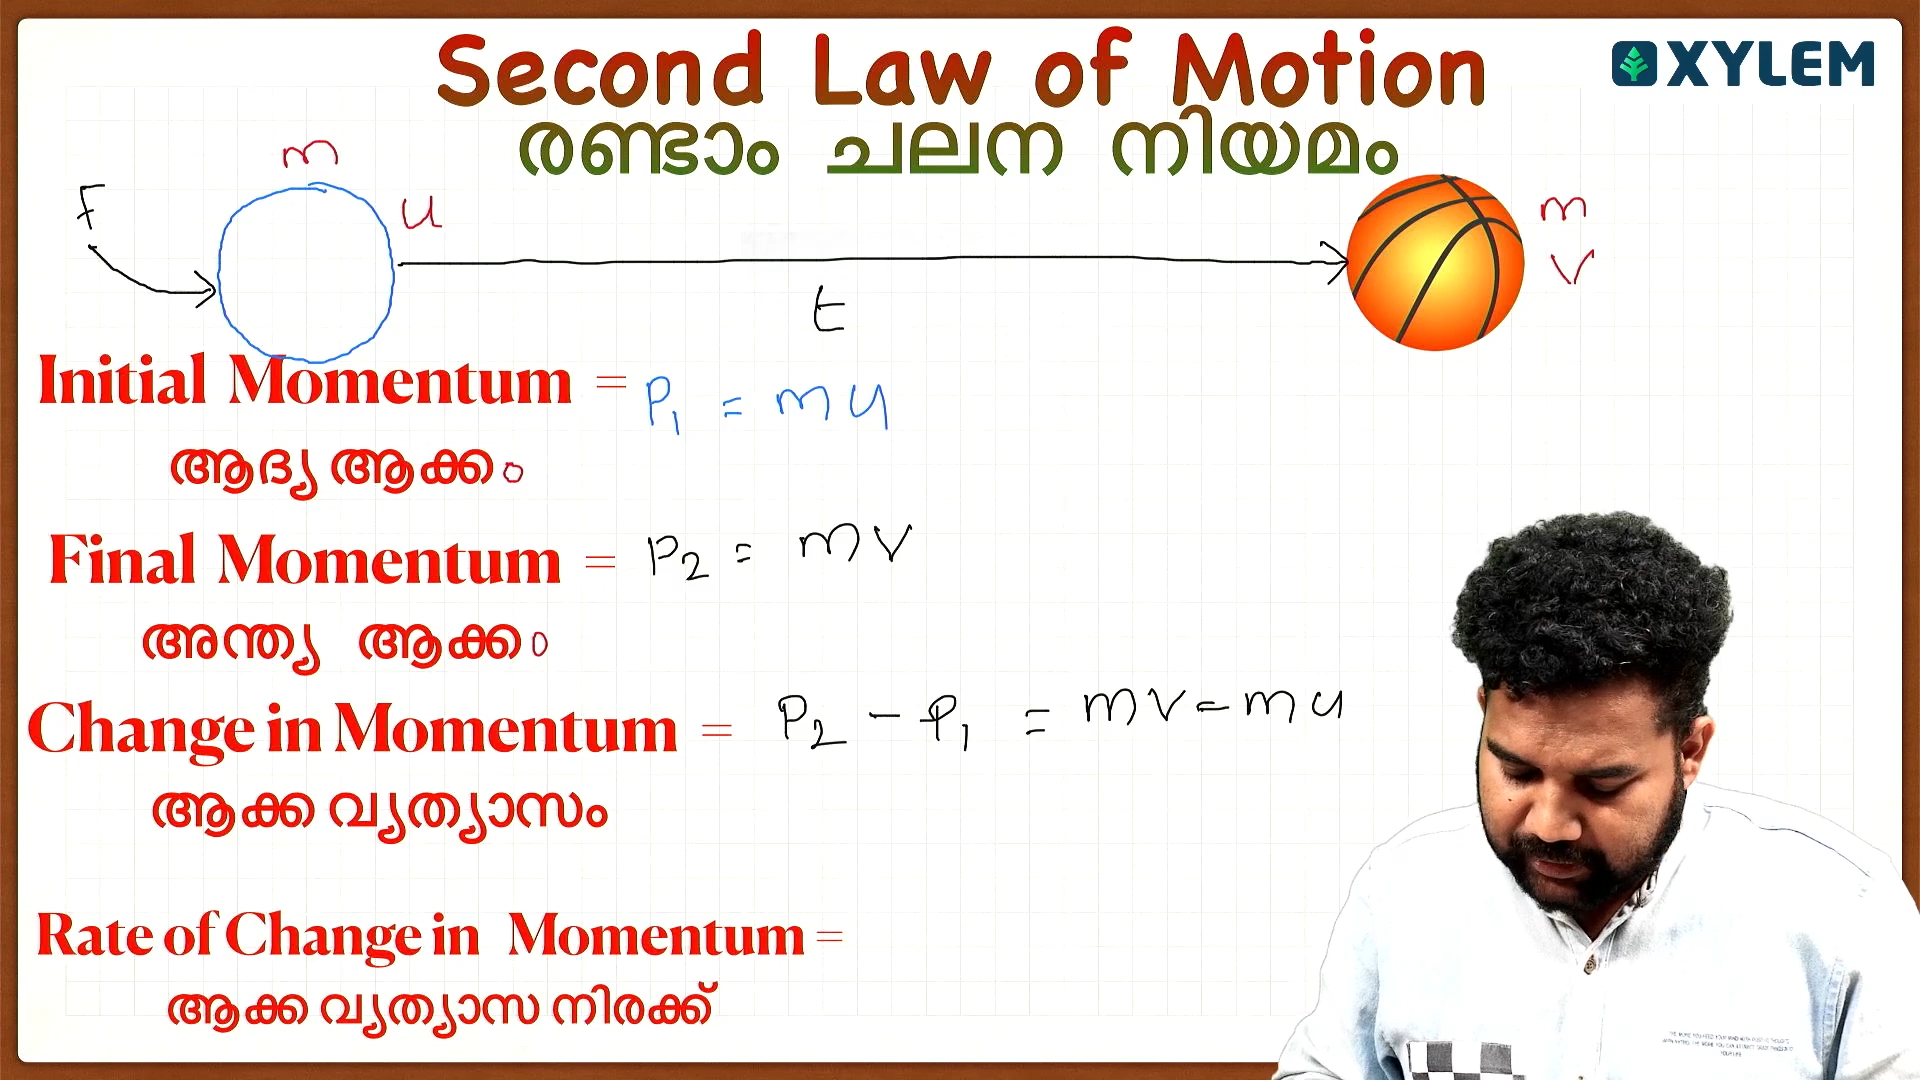 Second Law of Motion
XYLEM
രണ്ടാം ചലന നിയമം
m
F
u
m
v
t
Initial Momentum = P₁ = mu
ആദ്യ ആക്കം
Final Momentum = P₂ = mv
അന്ത്യ ആക്കം
Change in Momentum = P₂ - P₁ = mv - mu
ആക്ക വ്യത്യാസം
Rate of Change in Momentum =
ആക്ക വ്യത്യാസ നിരക്ക്